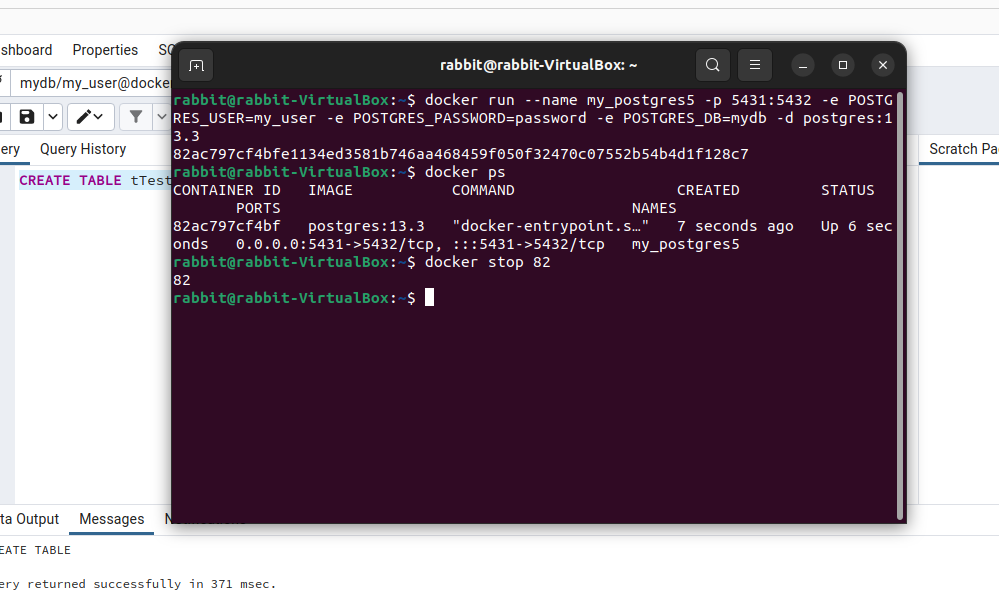 shboard Properties SQ
rabbit@rabbit-VirtualBox: ~
mydb/my_user@docke
ery Query History
Scratch Pa
CREATE TABLE tTest
rabbit@rabbit-VirtualBox:~$ docker run --name my_postgres5 -p 5431:5432 -e POSTG
RES_USER=my_user -e POSTGRES_PASSWORD=password -e POSTGRES_DB=mydb -d postgres:1
3.3
82ac797cf4bfe1134ed3581b746aa468459f050f32470c07552b54b4d1f128c7
rabbit@rabbit-VirtualBox:~$ docker ps
CONTAINER ID   IMAGE           COMMAND                  CREATED         STATUS
       PORTS                                       NAMES
82ac797cf4bf   postgres:13.3   "docker-entrypoint.s…"   7 seconds ago   Up 6 sec
onds   0.0.0.0:5431->5432/tcp, :::5431->5432/tcp   my_postgres5
rabbit@rabbit-VirtualBox:~$ docker stop 82
82
rabbit@rabbit-VirtualBox:~$
ta Output Messages Notifications
EATE TABLE
ery returned successfully in 371 msec.